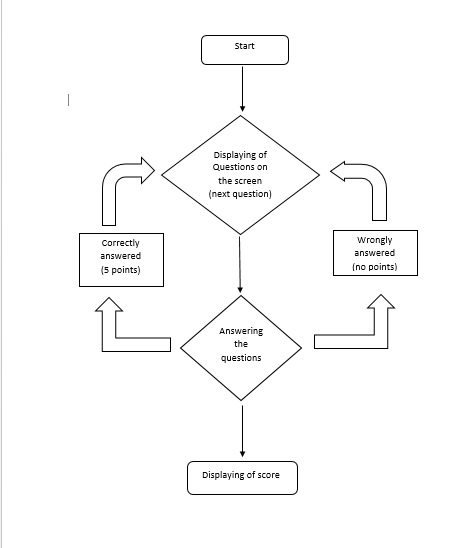 Start
Displaying of
Questions on
the screen
(next question)
Correctly
answered
(5 points)
Wrongly
answered
(no points)
Answering
the
questions
Displaying of score